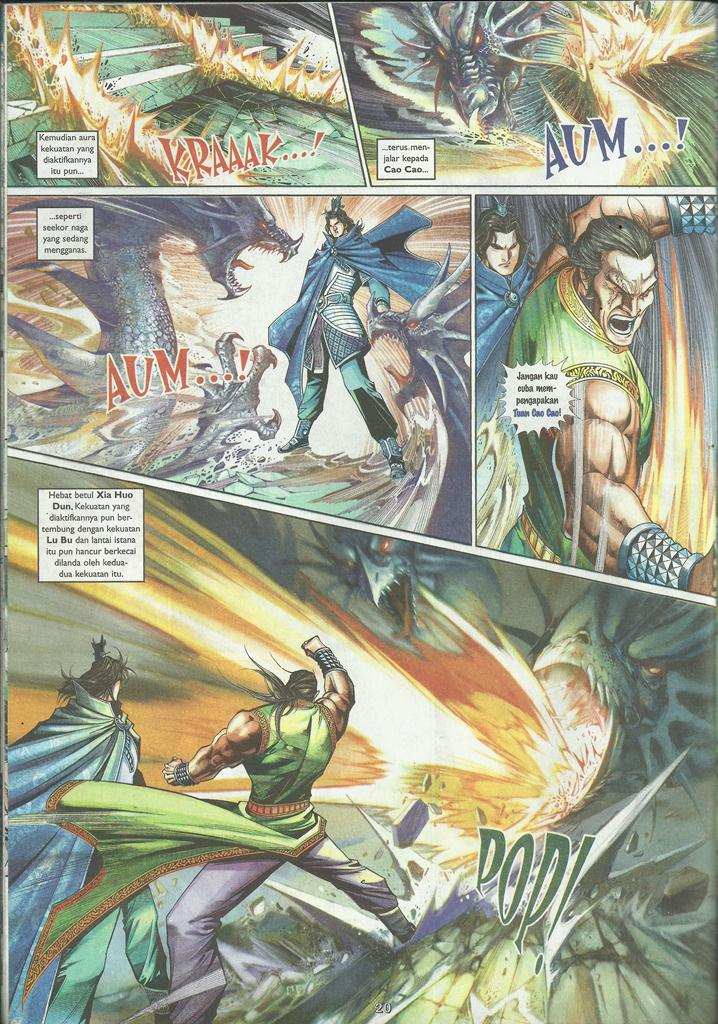 Kemudian aura
kekuatan yang
diaktifkannya
itu pun...
KRAAAK...!
...terus men-
jalar kepada
Cao Cao...
AUM...!
...seperti
seekor naga
yang sedang
mengganas.
AUM...!
Jangan kau
cuba mem-
pengapakan
Tuan Cao Cao!
Hebat betul Xia Huo
Dun. Kekuatan yang
diaktifkannya pun ber-
tembung dengan kekuatan
Lu Bu dan lantai istana
itu pun hancur berkecai
dilanda oleh kedua-
dua kekuatan itu.
POP!
20